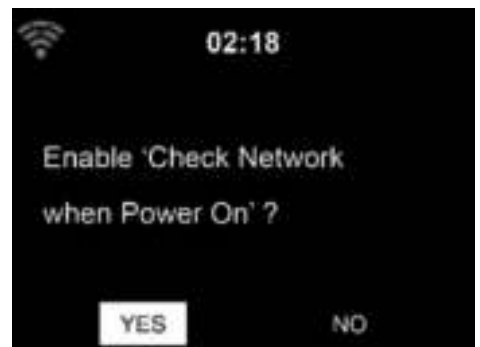 02:18
Enable 'Check Network
when Power On' ?
YES NO